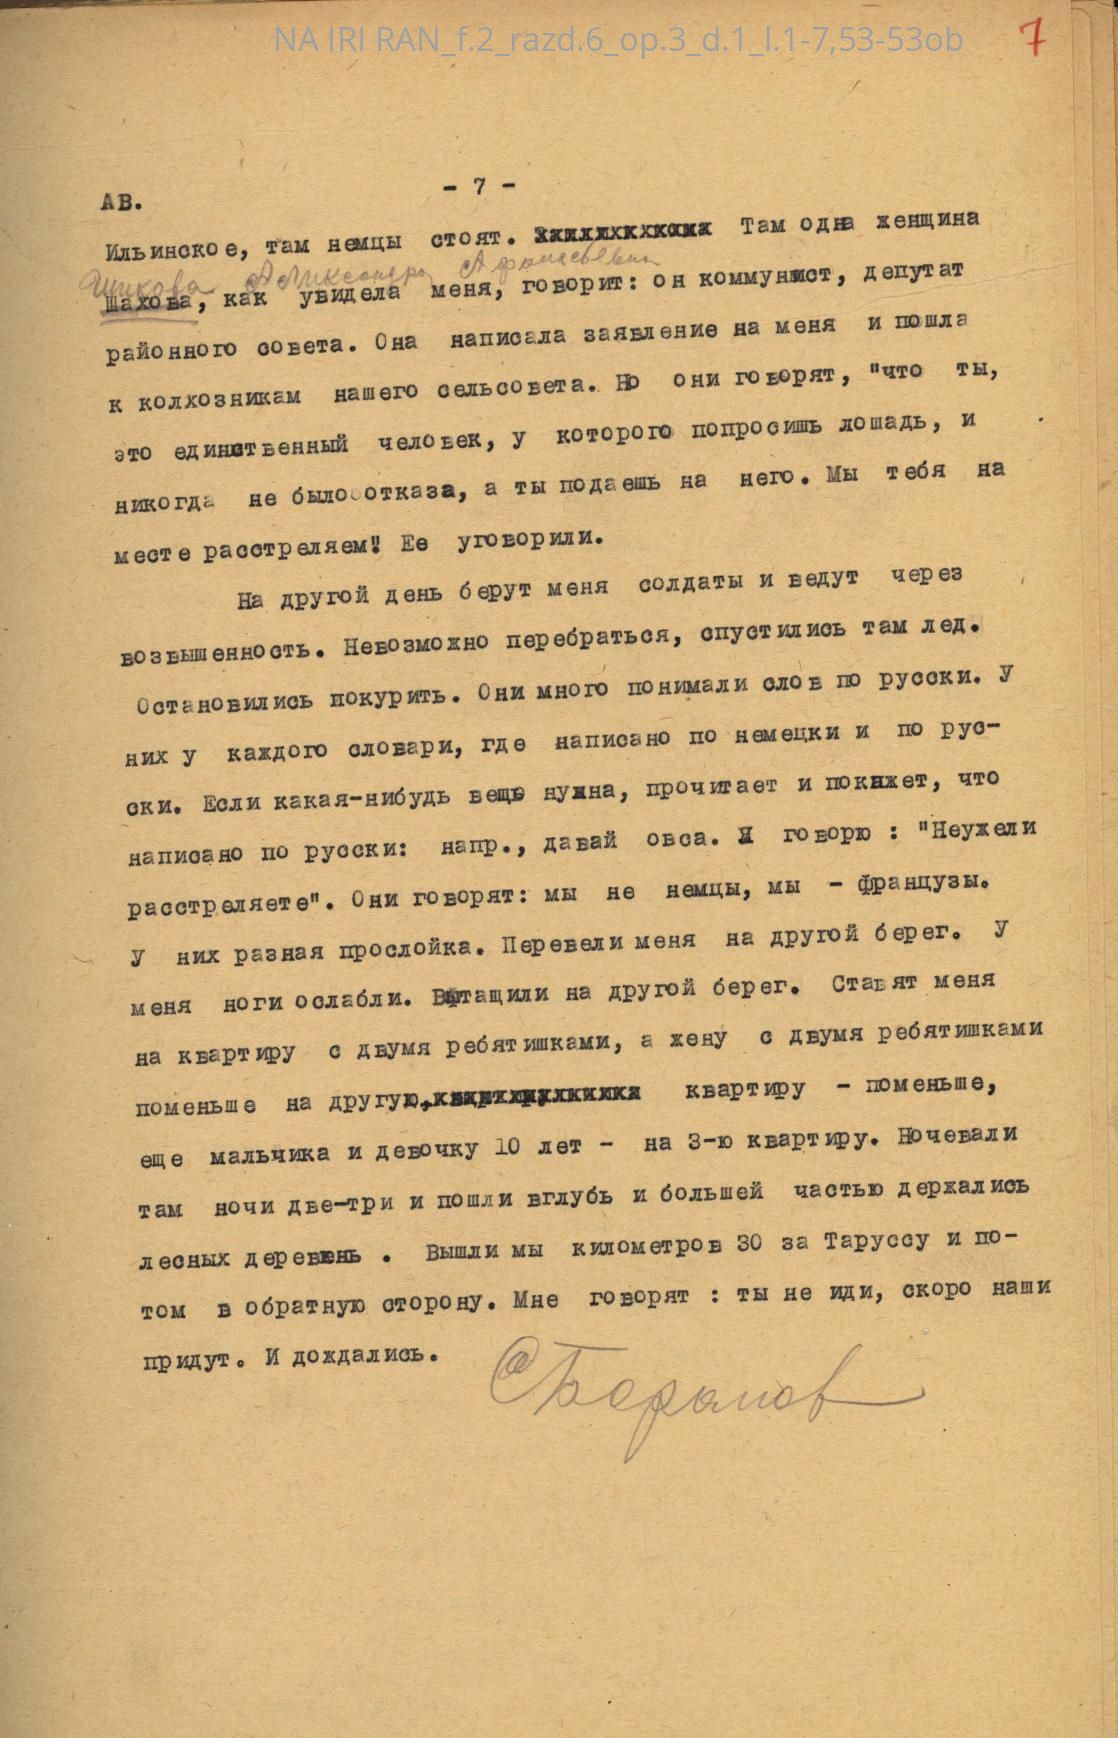 NA IRI RAN_f.2_razd.6_op.3_d.1_l.1-7,53-53ob
7
- 7 -
АВ.
Ильинское, там немцы стоят. Там одна женщина
Шикова Александра Афанасьевна
Шахова, как увидела меня, говорит: он коммунист, депутат
районного совета. Она написала заявление на меня и пошла
к колхозникам нашего сельсовета. Но они говорят, "что ты,
это единственный человек, у которого попросишь лошадь, и
никогда не было отказа, а ты подаешь на него. Мы тебя на
месте расстреляем!" Ее уговорили.
На другой день берут меня солдаты и ведут через
возвышенность. Невозможно перебраться, спустились там лед.
Остановились покурить. Они много понимали слов по русски. У
них у каждого словари, где написано по немецки и по рус-
ски. Если какая-нибудь вещь нужна, прочитает и покажет, что
написано по русски: напр., давай овса. Я говорю : "Неужели
расстреляете". Они говорят: мы не немцы, мы - французы.
У них разная прослойка. Перевели меня на другой берег. У
меня ноги ослабли. Вытащили на другой берег. Ставят меня
на квартиру с двумя ребятишками, а жену с двумя ребятишками
поменьше на другую квартиру - поменьше,
еще мальчика и девочку 10 лет - на 3-ю квартиру. Ночевали
там ночи две-три и пошли вглубь и большей частью держались
лесных деревень . Вышли мы километров 30 за Таруссу и по-
том в обратную сторону. Мне говорят : ты не иди, скоро наши
придут. И дождались.